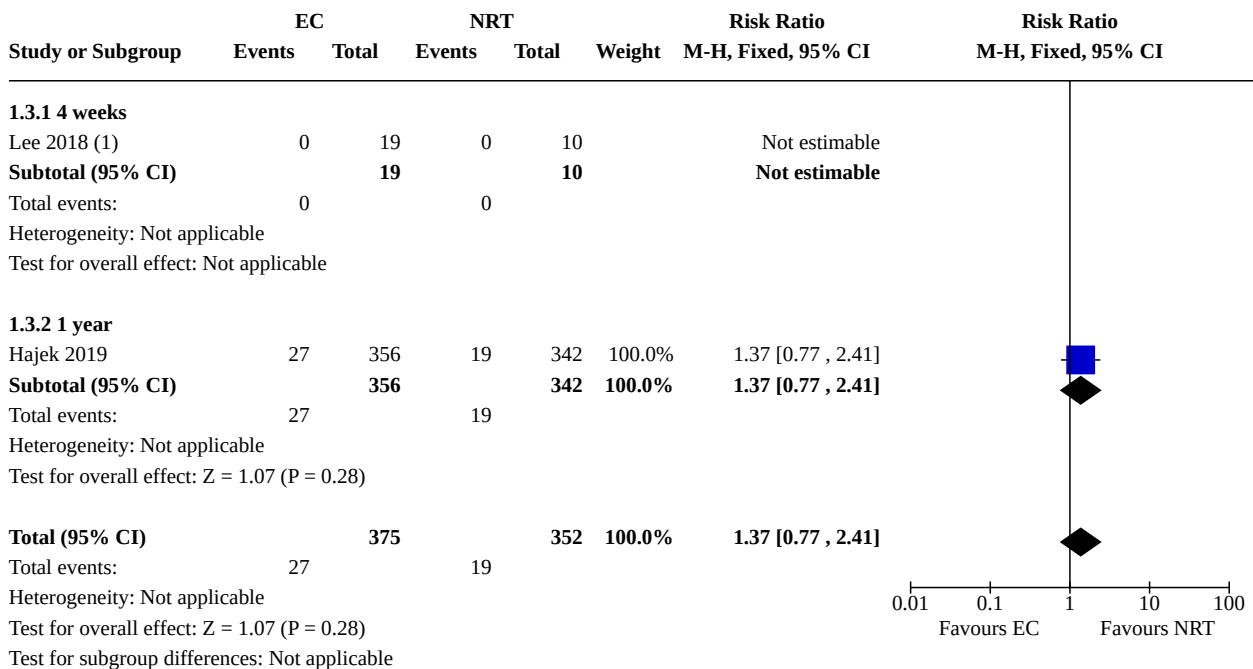 EC NRT Risk Ratio Risk Ratio
Study or Subgroup Events Total Events Total Weight M-H, Fixed, 95% CI M-H, Fixed, 95% CI
1.3.1 4 weeks
Lee 2018 (1) 0 19 0 10 Not estimable
Subtotal (95% CI) 19 10 Not estimable
Total events: 0 0
Heterogeneity: Not applicable
Test for overall effect: Not applicable
1.3.2 1 year
Hajek 2019 27 356 19 342 100.0% 1.37 [0.77 , 2.41]
Subtotal (95% CI) 356 342 100.0% 1.37 [0.77 , 2.41]
Total events: 27 19
Heterogeneity: Not applicable
Test for overall effect: Z = 1.07 (P = 0.28)
Total (95% CI) 375 352 100.0% 1.37 [0.77 , 2.41]
Total events: 27 19
Heterogeneity: Not applicable 0.01 0.1 1 10 100
Test for overall effect: Z = 1.07 (P = 0.28) Favours EC Favours NRT
Test for subgroup differences: Not applicable